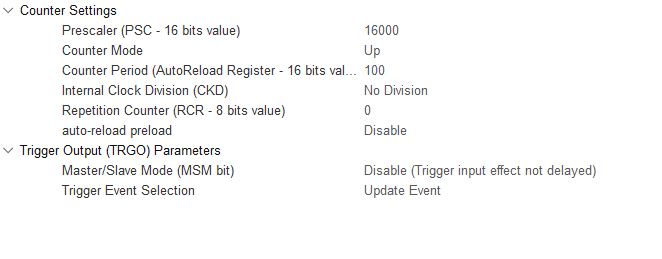 Counter Settings
Prescaler (PSC - 16 bits value) 16000
Counter Mode Up
Counter Period (AutoReload Register - 16 bits val... 100
Internal Clock Division (CKD) No Division
Repetition Counter (RCR - 8 bits value) 0
auto-reload preload Disable
Trigger Output (TRGO) Parameters
Master/Slave Mode (MSM bit) Disable (Trigger input effect not delayed)
Trigger Event Selection Update Event